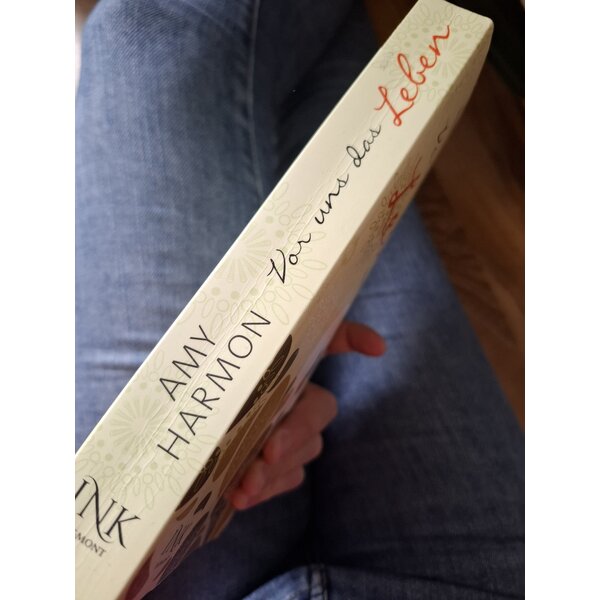 AMY
HARMON
Vor uns das Leben
INK